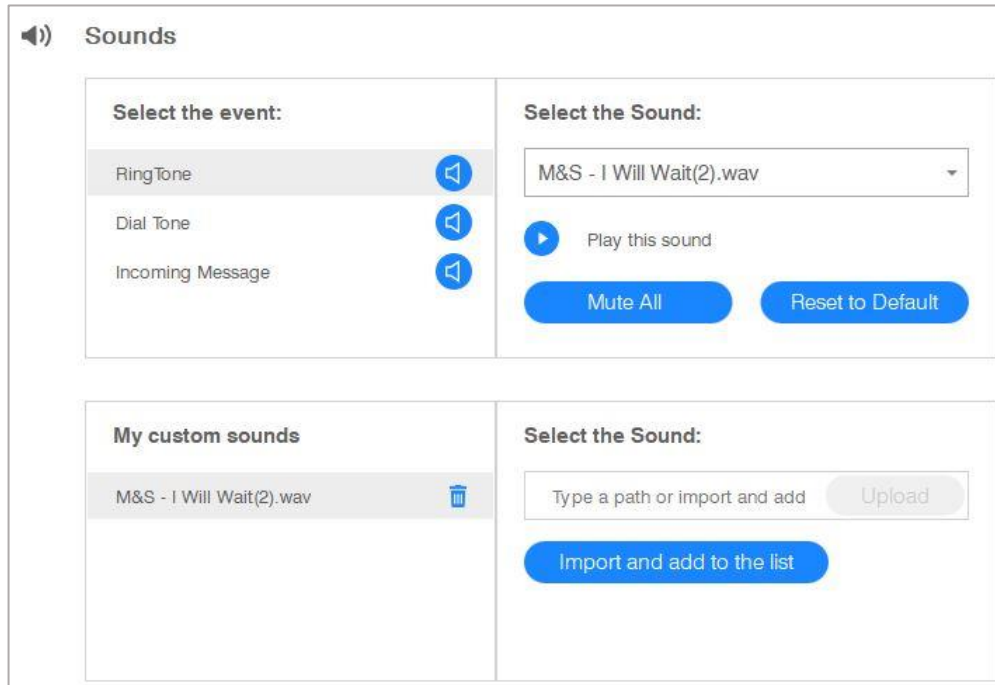 Sounds
Select the event:
RingTone
Dial Tone
Incoming Message
Select the Sound:
M&S - I Will Wait(2).wav
Play this sound
Mute All
Reset to Default
My custom sounds
M&S - I Will Wait(2).wav
Select the Sound:
Type a path or import and add
Upload
Import and add to the list